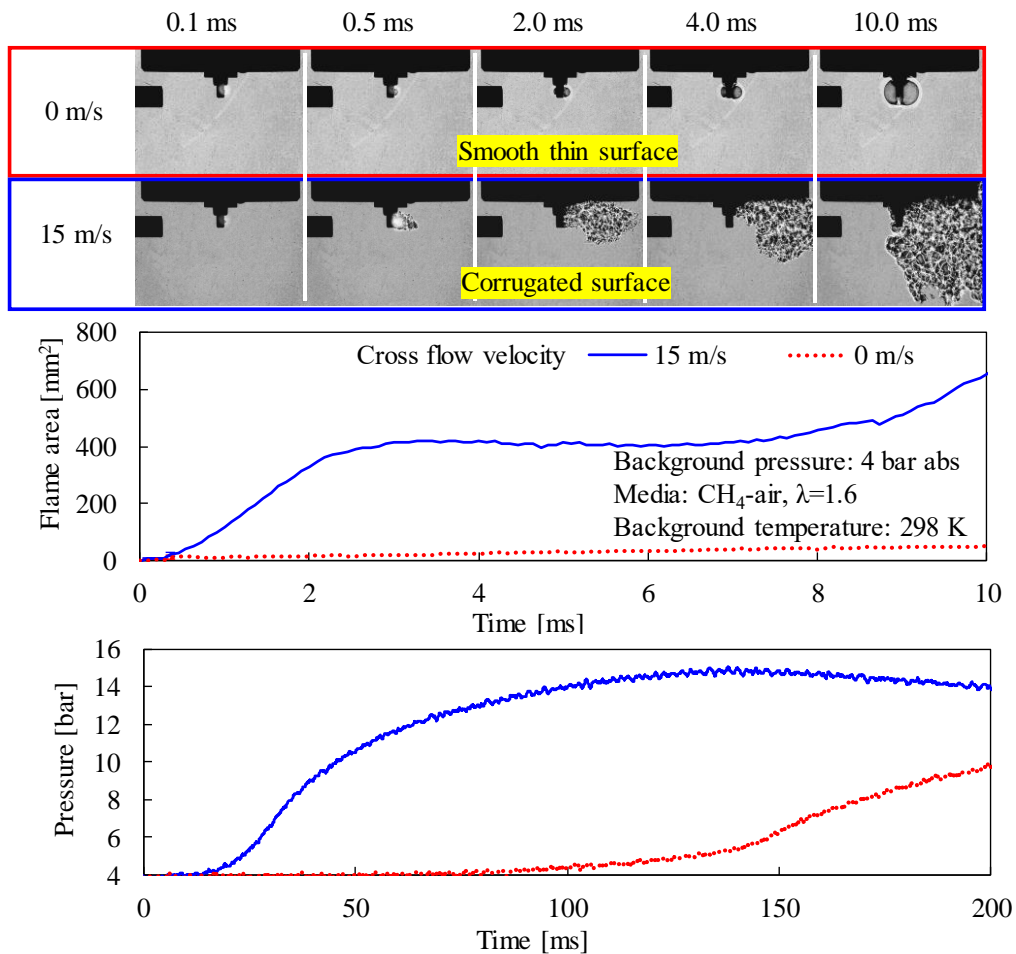 0.1 ms 0.5 ms 2.0 ms 4.0 ms 10.0 ms
0 m/s
Smooth thin surface
15 m/s
Corrugated surface
800
600
400
200
0
Flame area [mm²]
Cross flow velocity 15 m/s 0 m/s
Background pressure: 4 bar abs
Media: CH₄-air, λ=1.6
Background temperature: 298 K
0 2 4 6 8 10
Time [ms]
16
14
12
10
8
6
4
Pressure [bar]
0 50 100 150 200
Time [ms]